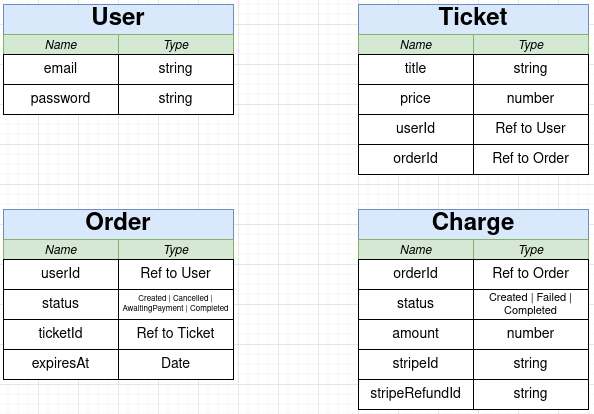 User
Name Type
email string
password string
Ticket
Name Type
title string
price number
userId Ref to User
orderId Ref to Order
Order
Name Type
userId Ref to User
status Created | Cancelled |
AwaitingPayment | Completed
ticketId Ref to Ticket
expiresAt Date
Charge
Name Type
orderId Ref to Order
status Created | Failed |
Completed
amount number
stripeId string
stripeRefundId string